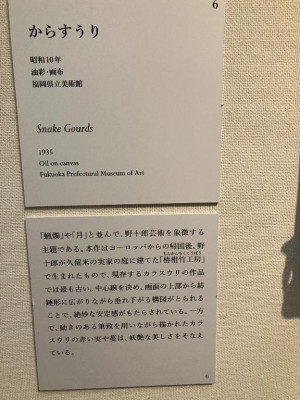 6
からすうり
昭和10年
油彩・画布
福岡県立美術館
Snake Gourds
1935
Oil on canvas
Fukuoka Prefectural Museum of Art
「蝋燭」や「月」と並んで、野十郎芸術を象徴する
主題である。本作はヨーロッパからの帰国後、野
十郎が久留米の実家の庭に建てた「椿柑竹工房」
で生まれたもので、現存するカラスウリの作品
では最も古い。中心線を決め、画面の上部から紡
錘形に広がりながら垂れ下がる構図がとられる
ことで、絶妙な安定感がもたらされている。一方
で、動きのある筆致を用いながら描かれたカラ
スウリの赤い実や蔓は、妖艶な美しさをそなえ
ている。
6